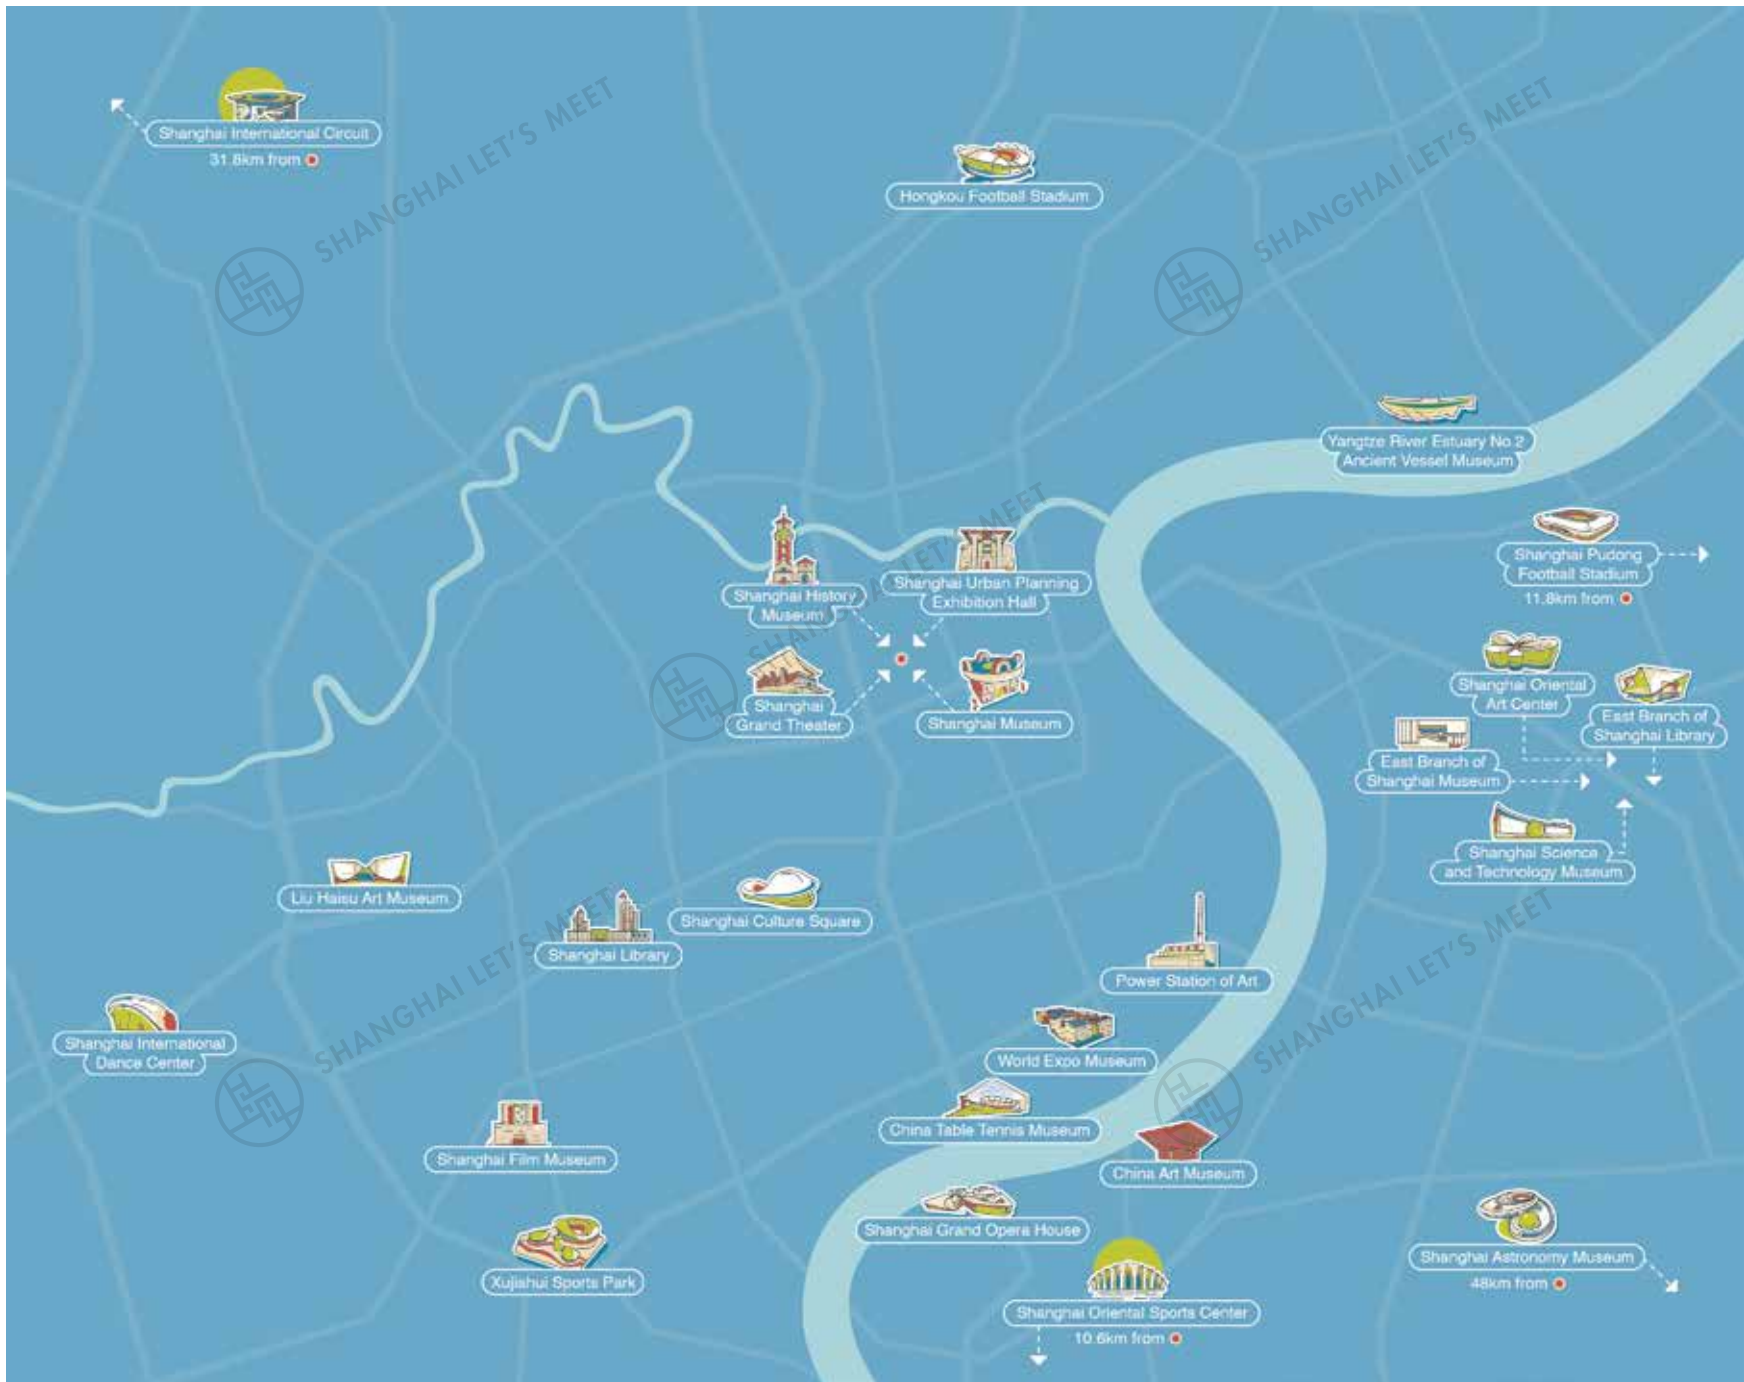 SHANGHAI LET'S MEET
SHANGHAI LET'S MEET
Shanghai International Circuit
31.8km from
Hongkou Football Stadium
Yangtze River Estuary No.2
Ancient Vessel Museum
SHANGHAI LET'S MEET
Shanghai History
Museum
Shanghai Urban Planning
Exhibition Hall
Shanghai Pudong
Football Stadium
11.8km from
Shanghai
Grand Theater
Shanghai Museum
Shanghai Oriental
Art Center
East Branch of
Shanghai Library
East Branch of
Shanghai Museum
Shanghai Science
and Technology Museum
Liu Haisu Art Museum
Shanghai Culture Square
Shanghai Library
SHANGHAI LET'S MEET
SHANGHAI LET'S MEET
Power Station of Art
Shanghai International
Dance Center
World Expo Museum
China Table Tennis Museum
Shanghai Film Museum
China Art Museum
Shanghai Grand Opera House
Shanghai Astronomy Museum
48km from
Xujiahui Sports Park
Shanghai Oriental Sports Center
10.6km from